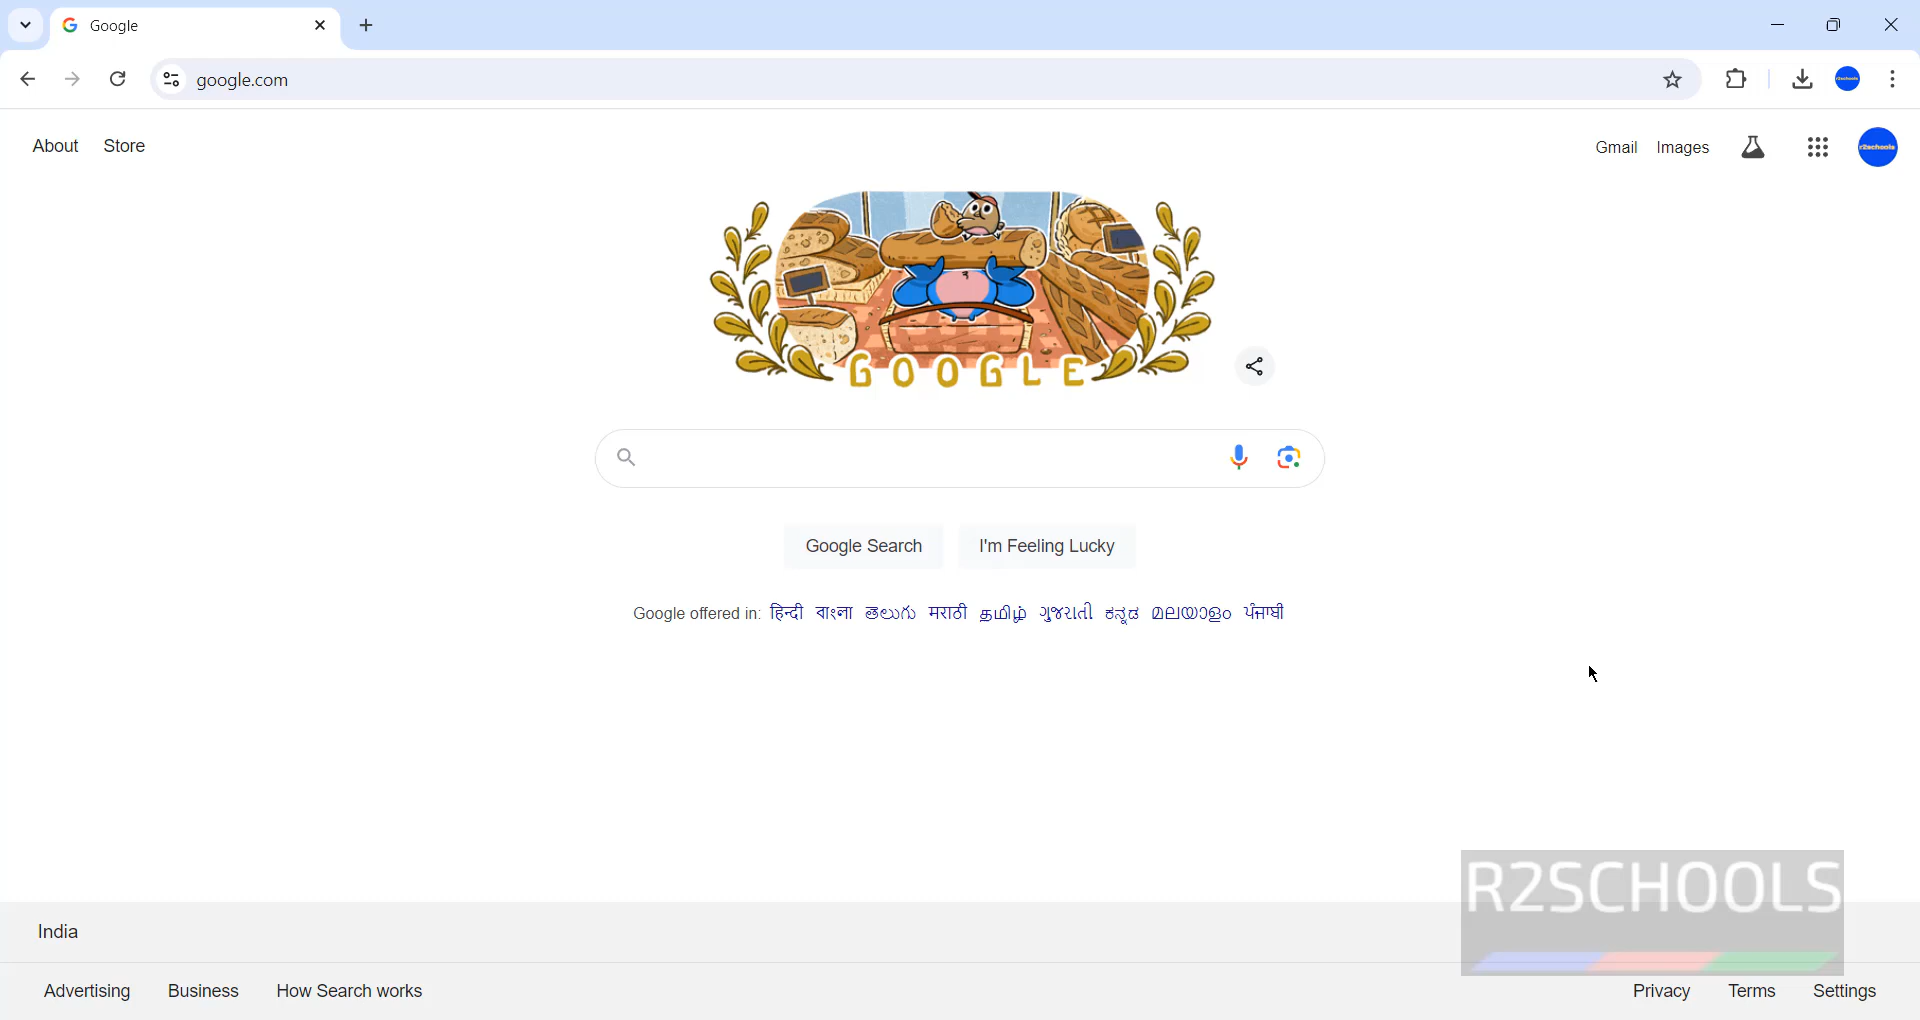 Google
google.com
About Store
Gmail Images
r2schools
GOOGLE
Google Search I'm Feeling Lucky
Google offered in: हिन्दी বাংলা తెలుగు मराठी தமிழ் ગુજરાતી ಕನ್ನಡ മലയാളം ਪੰਜਾਬੀ
R2SCHOOLS
India
Advertising Business How Search works
Privacy Terms Settings